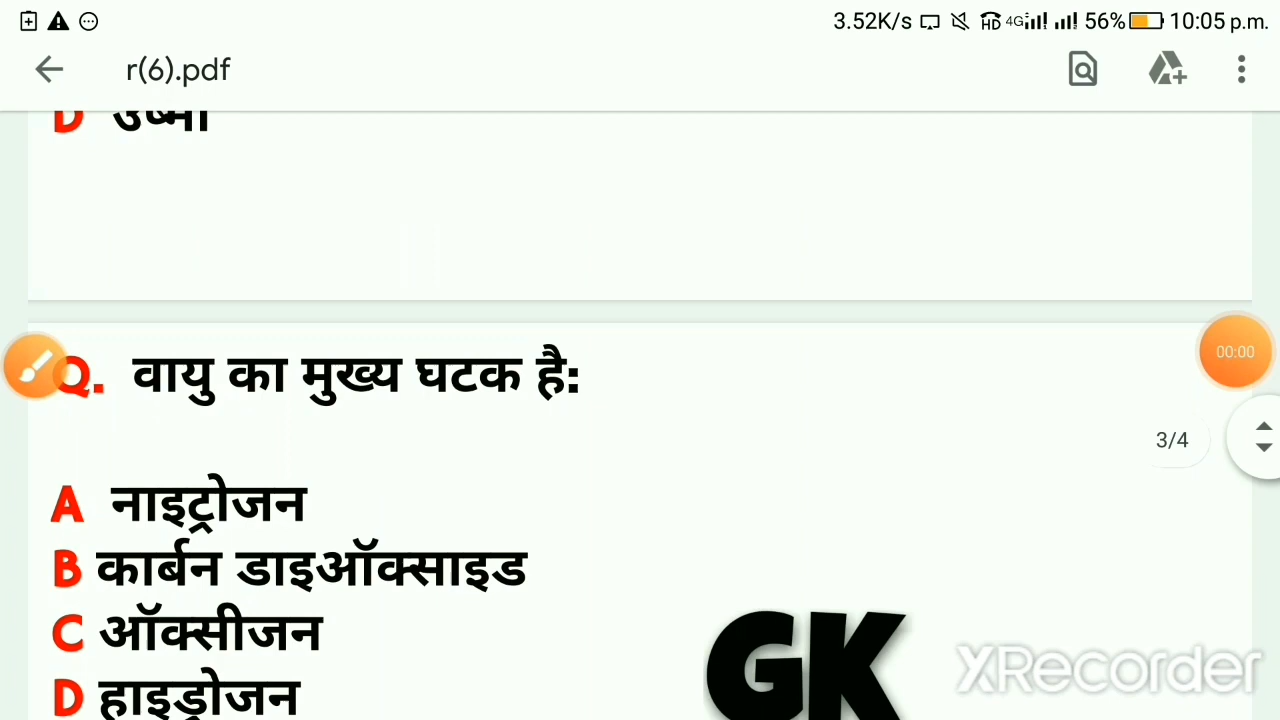 3.52K/s HD 4G 56% 10:05 p.m.
r(6).pdf
D उष्मा
Q. वायु का मुख्य घटक है:
00:00
3/4
A नाइट्रोजन
B कार्बन डाइऑक्साइड
C ऑक्सीजन
D हाइड्रोजन
GK
XRecorder